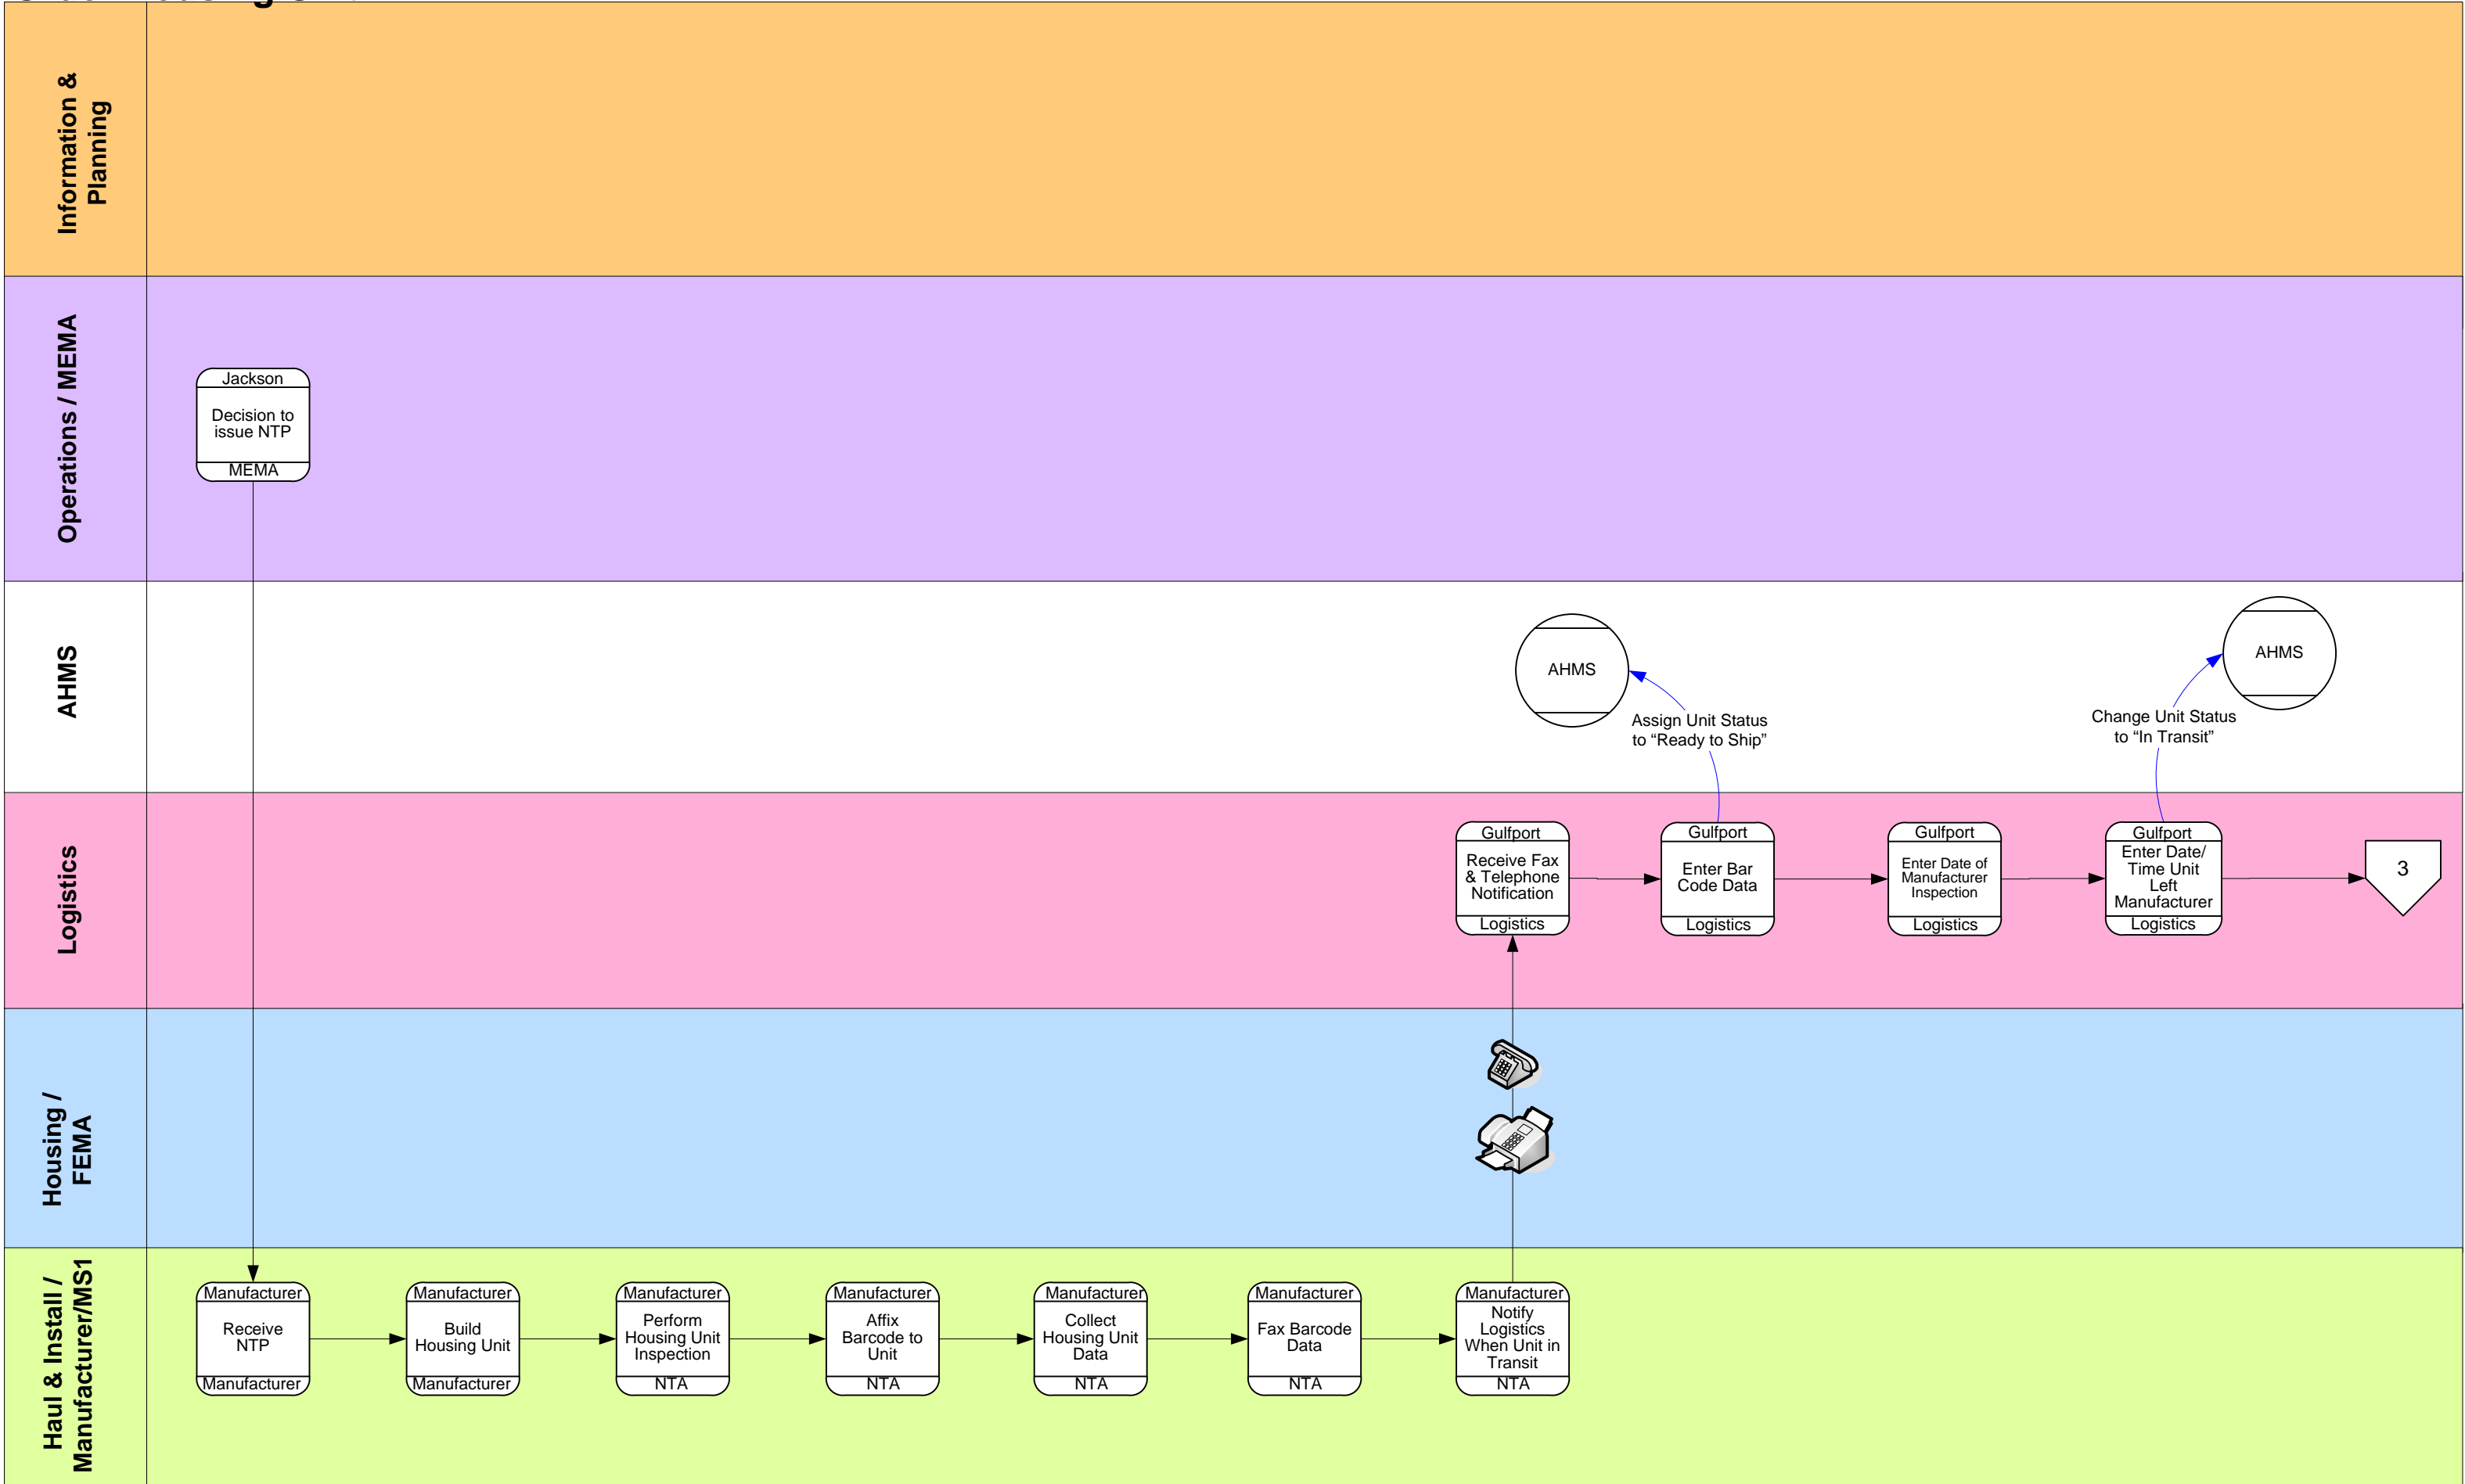 Information &
Planning
Operations / MEMA
Jackson
Decision to
issue NTP
MEMA
AHMS
AHMS
Assign Unit Status
to “Ready to Ship”
AHMS
Change Unit Status
to “In Transit”
Logistics
Gulfport
Receive Fax
& Telephone
Notification
Logistics
Gulfport
Enter Bar
Code Data
Logistics
Gulfport
Enter Date of
Manufacturer
Inspection
Logistics
Gulfport
Enter Date/
Time Unit
Left
Manufacturer
Logistics
3
Housing /
FEMA
Haul & Install /
Manufacturer/MS1
Manufacturer
Receive
NTP
Manufacturer
Manufacturer
Build
Housing Unit
Manufacturer
Manufacturer
Perform
Housing Unit
Inspection
NTA
Manufacturer
Affix
Barcode to
Unit
NTA
Manufacturer
Collect
Housing Unit
Data
NTA
Manufacturer
Fax Barcode
Data
NTA
Manufacturer
Notify
Logistics
When Unit in
Transit
NTA